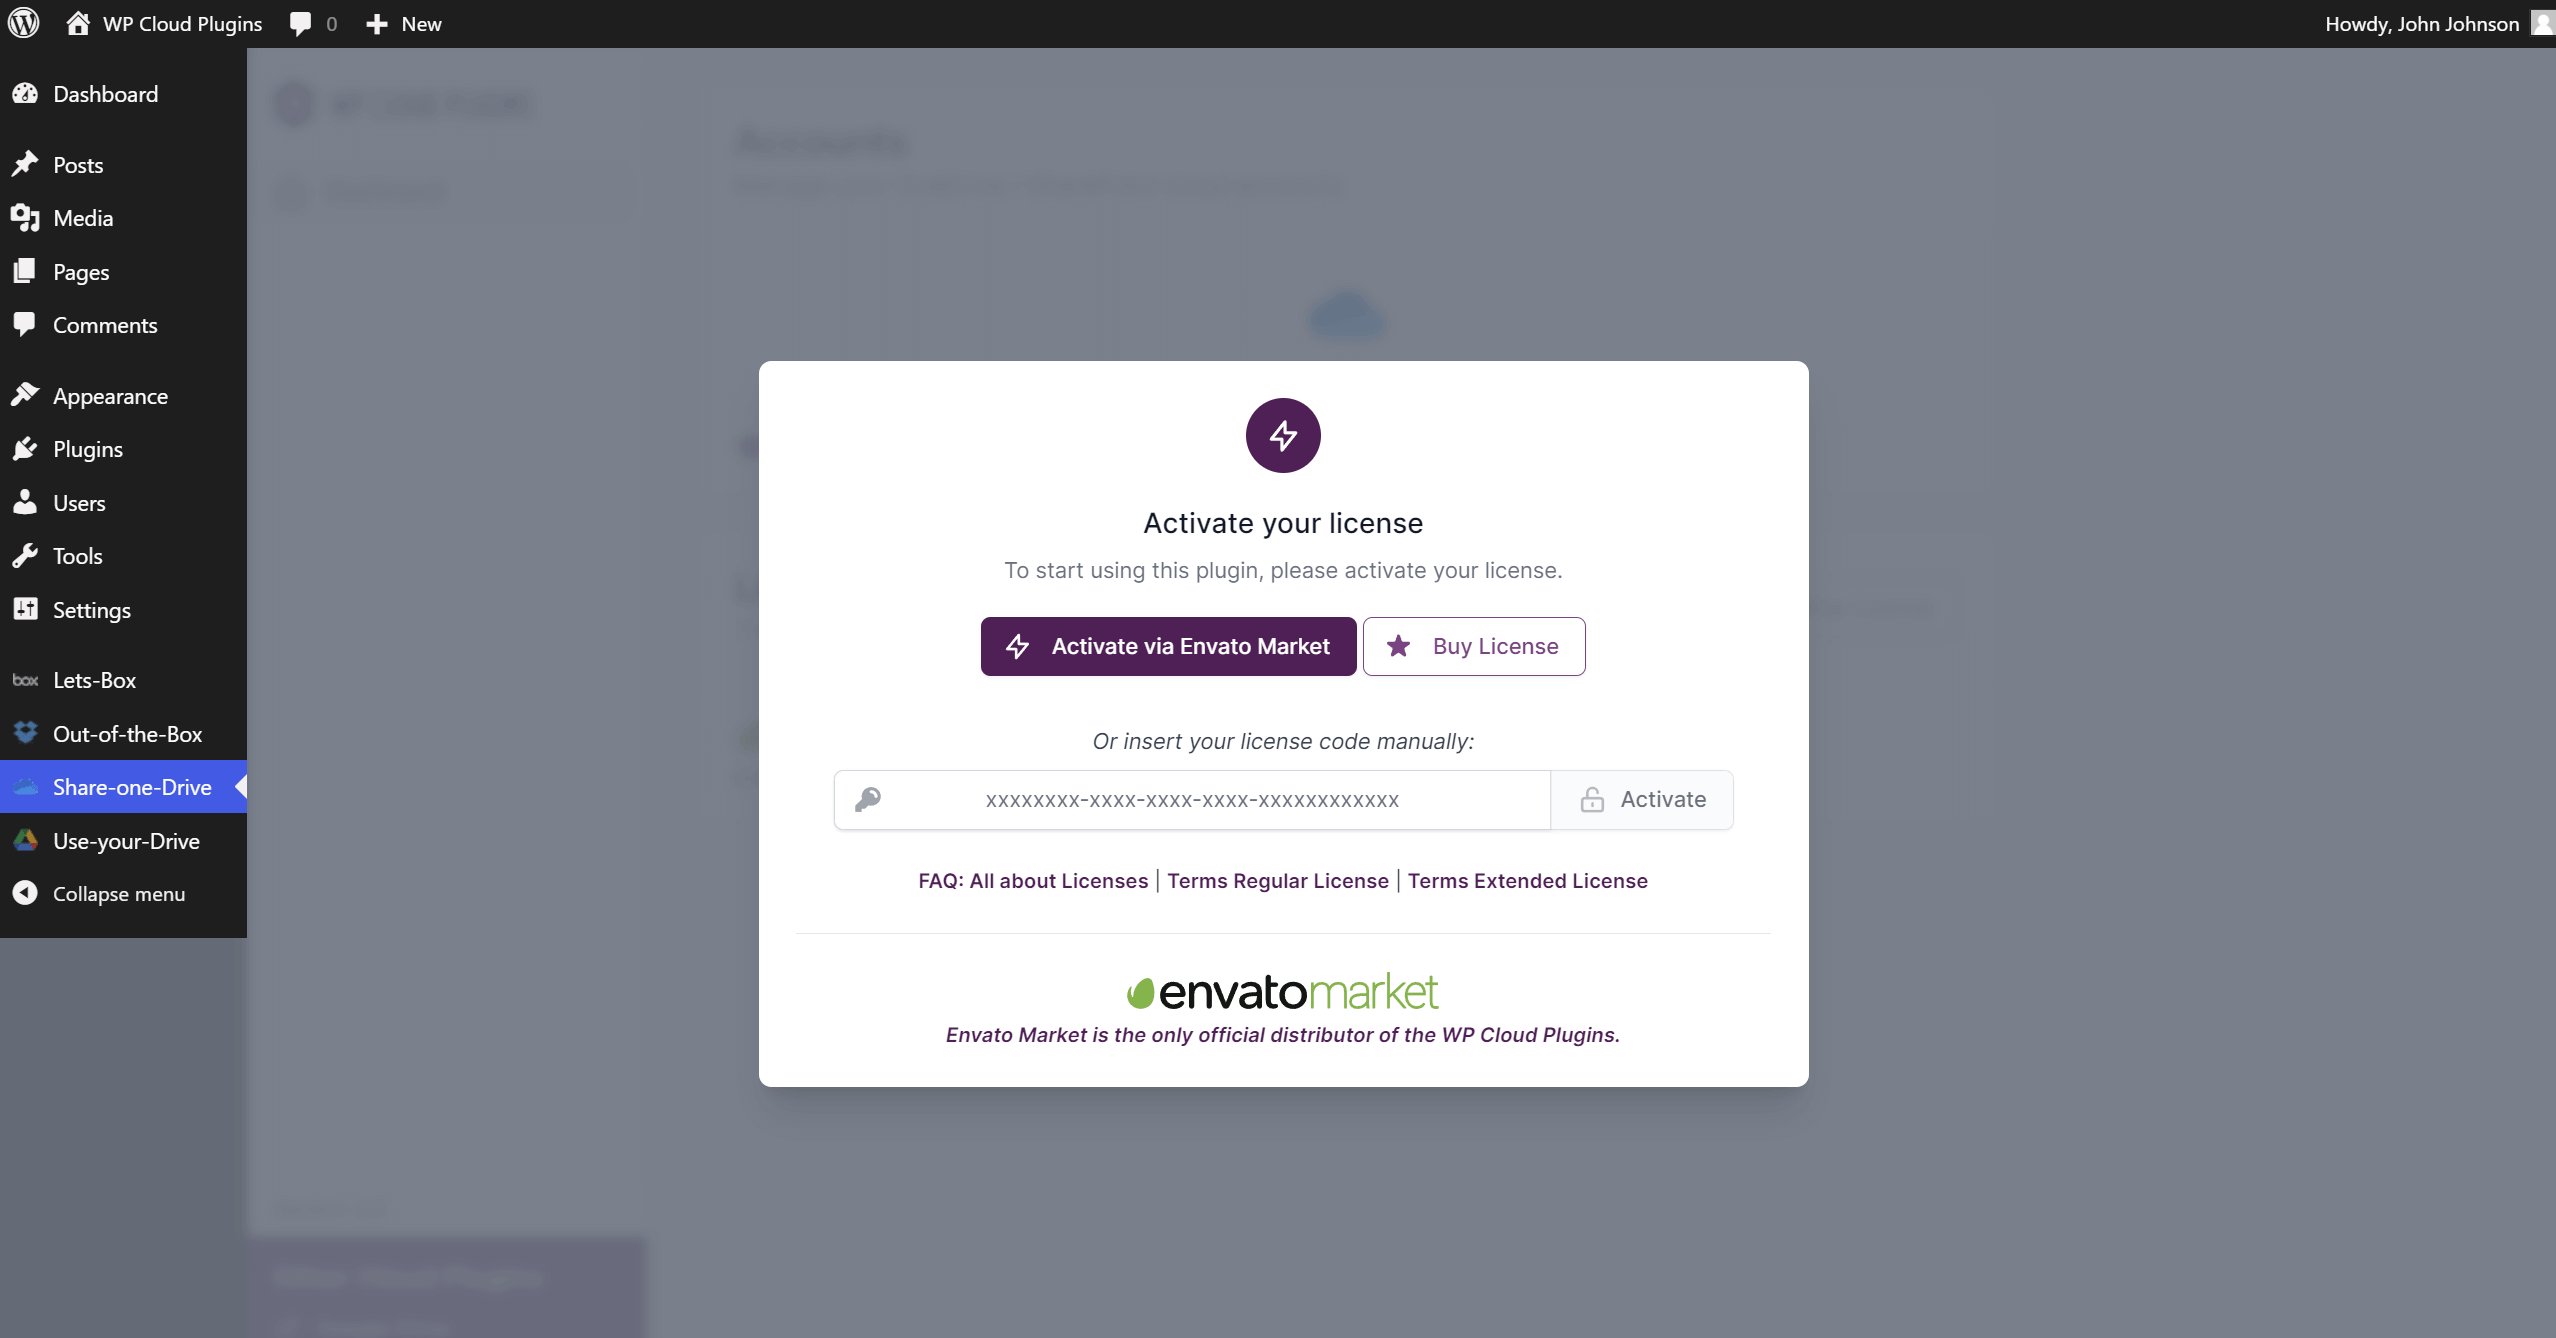 WP Cloud Plugins
0
New
Howdy, John Johnson
Dashboard
Posts
Media
Pages
Comments
Appearance
Plugins
Users
Tools
Settings
box
Lets-Box
Out-of-the-Box
Share-one-Drive
Use-your-Drive
Collapse menu
Accounts
Activate your license
To start using this plugin, please activate your license.
Activate via Envato Market
Buy License
Or insert your license code manually:
xxxxxxxx-xxxx-xxxx-xxxx-xxxxxxxxxxxx
Activate
FAQ: All about Licenses | Terms Regular License | Terms Extended License
envatomarket
Envato Market is the only official distributor of the WP Cloud Plugins.